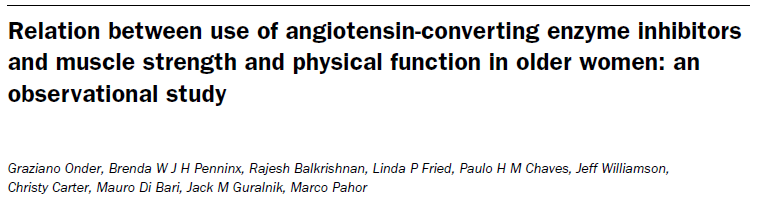 Relation between use of angiotensin-converting enzyme inhibitors
and muscle strength and physical function in older women: an
observational study
Graziano Onder, Brenda W J H Penninx, Rajesh Balkrishnan, Linda P Fried, Paulo H M Chaves, Jeff Williamson,
Christy Carter, Mauro Di Bari, Jack M Guralnik, Marco Pahor